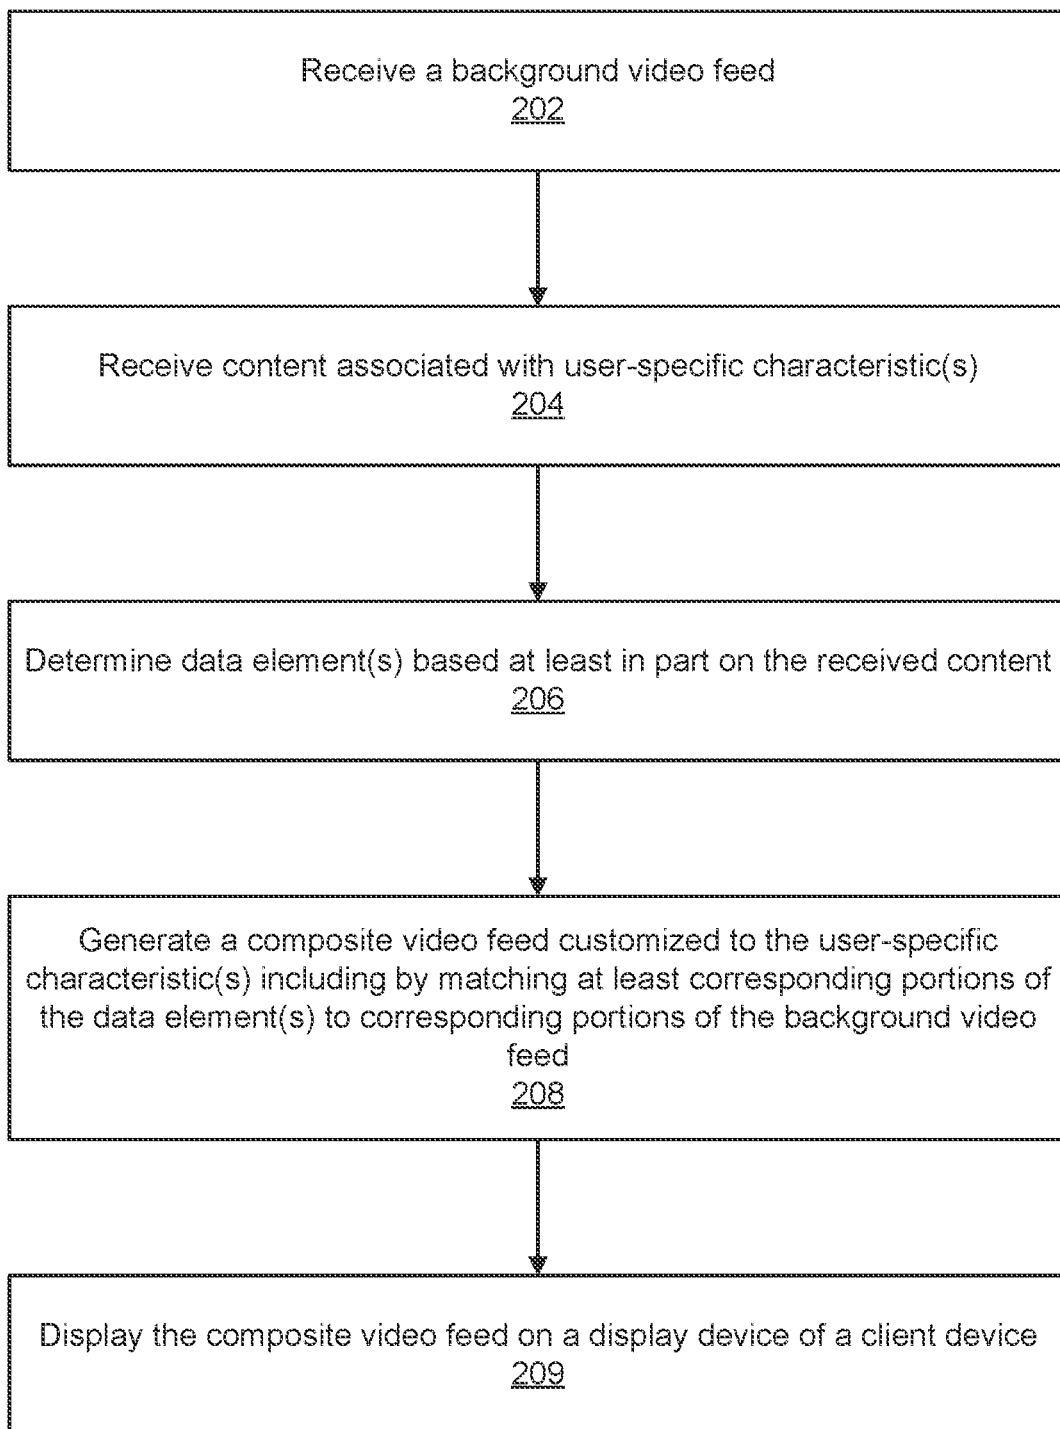 Receive a background video feed
202
Receive content associated with user-specific characteristic(s)
204
Determine data element(s) based at least in part on the received content
206
Generate a composite video feed customized to the user-specific
characteristic(s) including by matching at least corresponding portions of
the data element(s) to corresponding portions of the background video
feed
208
Display the composite video feed on a display device of a client device
209